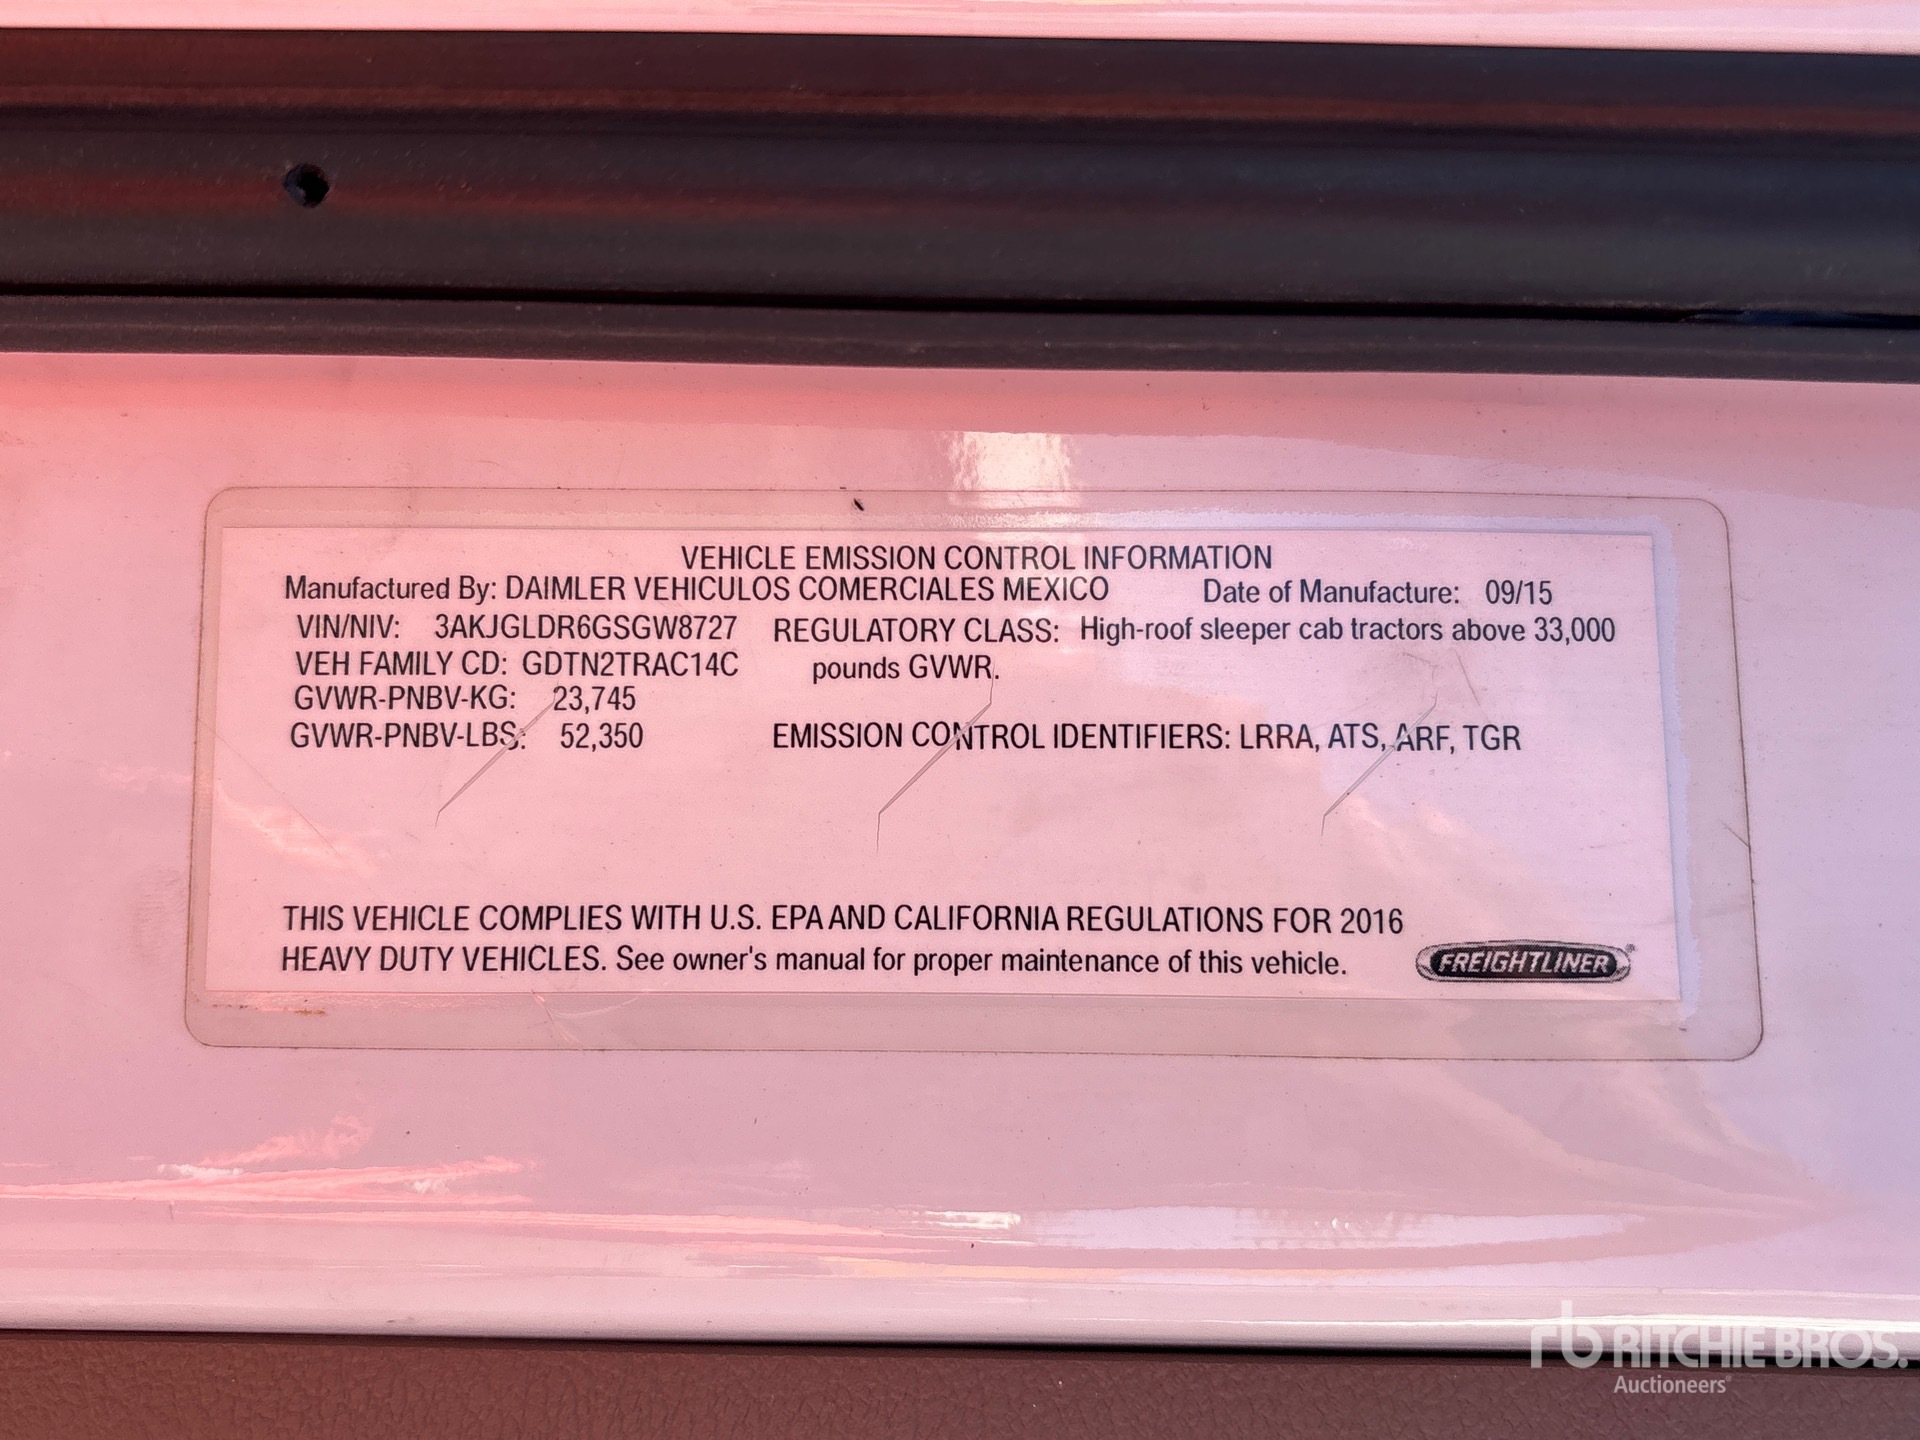 VEHICLE EMISSION CONTROL INFORMATION
Manufactured By: DAIMLER VEHICULOS COMERCIALES MEXICO Date of Manufacture: 09/15
VIN/NIV: 3AKJGLDR6GSGW8727 REGULATORY CLASS: High-roof sleeper cab tractors above 33,000
VEH FAMILY CD: GDTN2TRAC14C pounds GVWR.
GVWR-PNBV-KG: 23,745
GVWR-PNBV-LBS: 52,350 EMISSION CONTROL IDENTIFIERS: LRRA, ATS, ARF, TGR
THIS VEHICLE COMPLIES WITH U.S. EPA AND CALIFORNIA REGULATIONS FOR 2016
HEAVY DUTY VEHICLES. See owner's manual for proper maintenance of this vehicle.
FREIGHTLINER®
rb RITCHIE BROS.
Auctioneers®